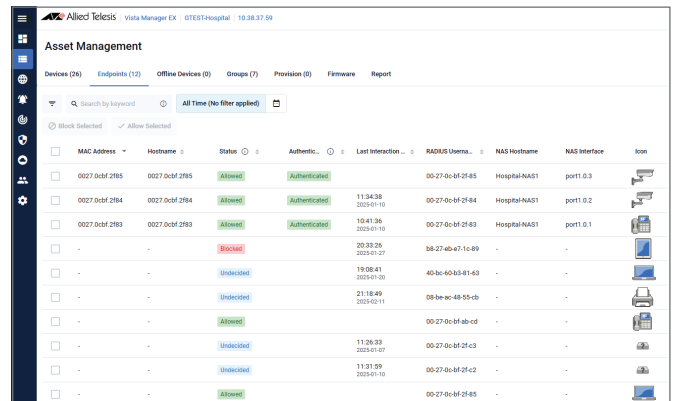 Allied Telesis Vista Manager EX GTEST-Hospital 10.38.37.59
Asset Management
Devices (26) Endpoints (12) Offline Devices (0) Groups (7) Provision (0) Firmware Report
Search by keyword All Time (No filter applied)
Block Selected Allow Selected
MAC Address Hostname Status Authentic... Last Interaction ... RADIUS Userna... NAS Hostname NAS Interface Icon
0027.0cbf.2f85 0027.0cbf.2f85 Allowed Authenticated 00-27-0c-bf-2f-85 Hospital-NAS1 port1.0.3
0027.0cbf.2f84 0027.0cbf.2f84 Allowed Authenticated 11:34:38 2025-01-10 00-27-0c-bf-2f-84 Hospital-NAS1 port1.0.2
0027.0cbf.2f83 0027.0cbf.2f83 Allowed Authenticated 10:41:36 2025-01-10 00-27-0c-bf-2f-83 Hospital-NAS1 port1.0.1
- - Blocked 20:33:26 2025-01-27 b8-27-eb-e7-1c-89 - -
- - Undecided 19:08:41 2025-01-20 40-bc-60-b3-81-63 - -
- - Undecided 21:18:49 2025-02-11 08-be-ac-48-55-cb - -
- - Allowed 00-27-0c-bf-ab-cd - -
- - Undecided 11:26:33 2025-01-07 00-27-0c-bf-2f-c3 - -
- - Undecided 11:31:59 2025-01-10 00-27-0c-bf-2f-c2 - -
- - Allowed 00-27-0c-bf-2f-85 - -